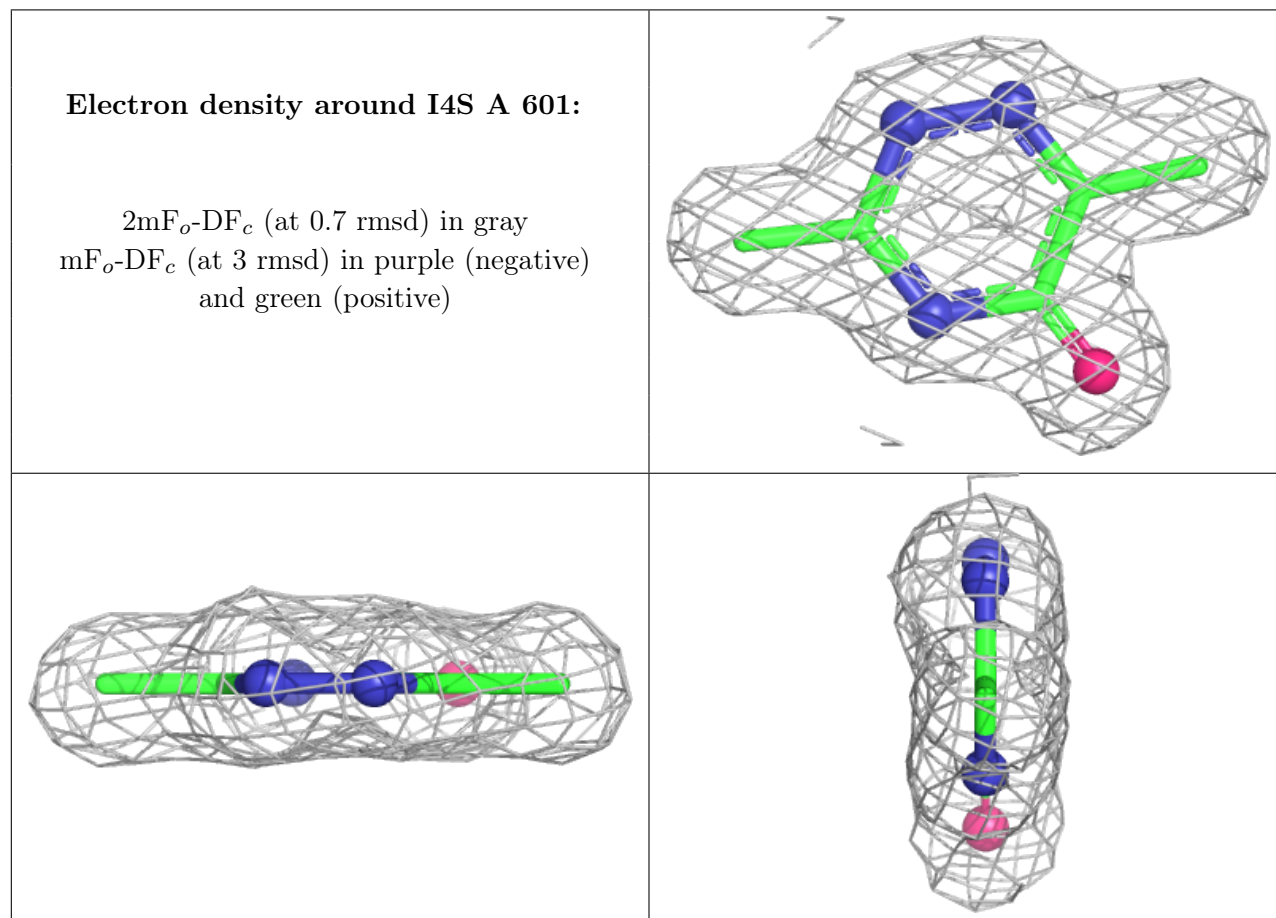 Electron density around I4S A 601:
2mFo-DFc (at 0.7 rmsd) in gray
mFo-DFc (at 3 rmsd) in purple (negative)
and green (positive)